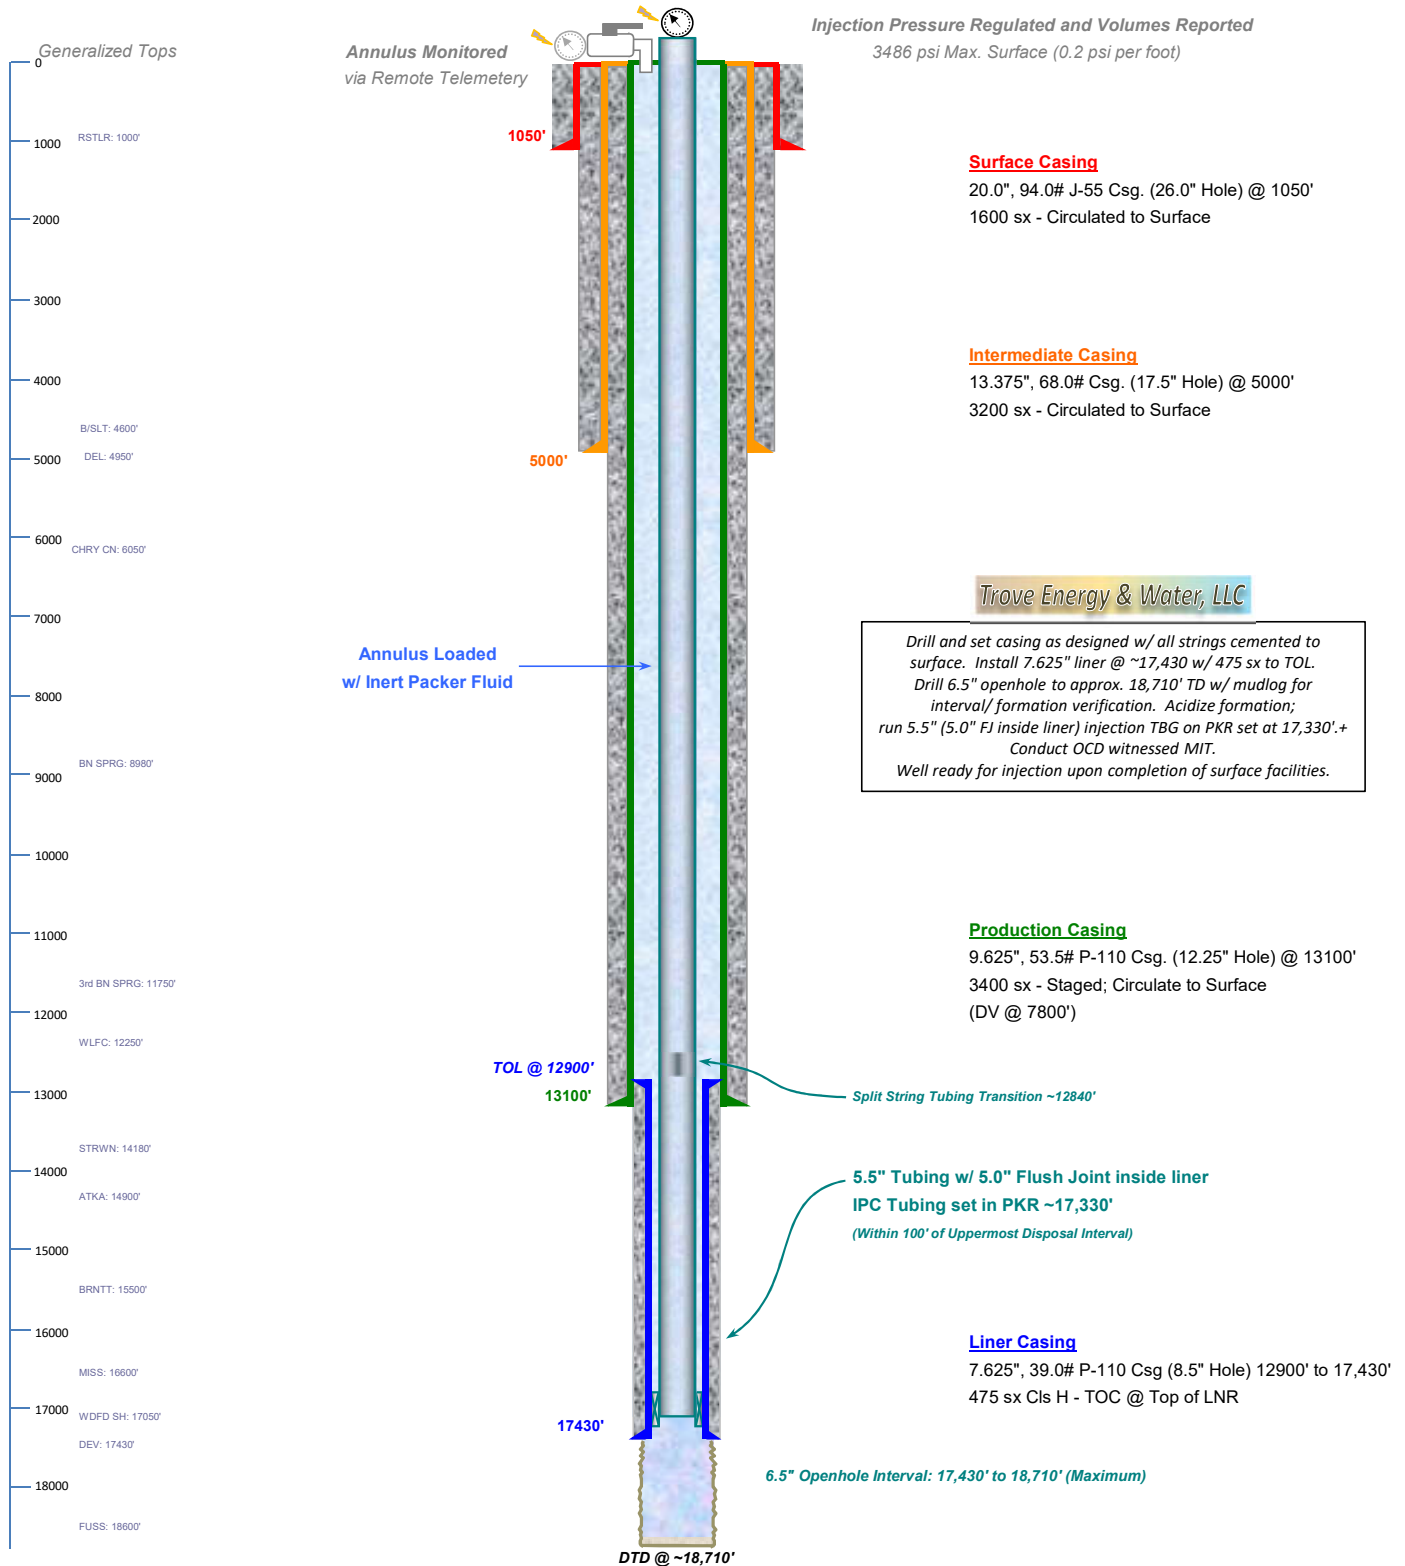 Generalized Tops
Annulus Monitored
via Remote Telemetery
Injection Pressure Regulated and Volumes Reported
3486 psi Max. Surface (0.2 psi per foot)
0
1050'
RSTLR: 1000'
1000
Surface Casing
20.0", 94.0# J-55 Csg. (26.0" Hole) @ 1050'
1600 sx - Circulated to Surface
2000
3000
Intermediate Casing
13.375", 68.0# Csg. (17.5" Hole) @ 5000'
3200 sx - Circulated to Surface
4000
B/SLT: 4600'
DEL: 4950'
5000
5000'
6000
CHRY CN: 6050'
Trove Energy & Water, LLC
7000
Drill and set casing as designed w/ all strings cemented to
surface. Install 7.625" liner @ ~17,430 w/ 475 sx to TOL.
Drill 6.5" openhole to approx. 18,710' TD w/ mudlog for
interval/ formation verification. Acidize formation;
run 5.5" (5.0" FJ inside liner) injection TBG on PKR set at 17,330'.+
Conduct OCD witnessed MIT.
Well ready for injection upon completion of surface facilities.
Annulus Loaded
w/ Inert Packer Fluid
8000
BN SPRG: 8980'
9000
10000
11000
Production Casing
9.625", 53.5# P-110 Csg. (12.25" Hole) @ 13100'
3400 sx - Staged; Circulate to Surface
(DV @ 7800')
3rd BN SPRG: 11750'
12000
WLFC: 12250'
TOL @ 12900'
13000
13100'
Split String Tubing Transition ~12840'
STRWN: 14180'
14000
ATKA: 14900'
5.5" Tubing w/ 5.0" Flush Joint inside liner
IPC Tubing set in PKR ~17,330'
(Within 100' of Uppermost Disposal Interval)
15000
BRNTT: 15500'
16000
Liner Casing
7.625", 39.0# P-110 Csg (8.5" Hole) 12900' to 17,430'
475 sx Cls H - TOC @ Top of LNR
MISS: 16600'
17000
WDFD SH: 17050'
17430'
DEV: 17430'
6.5" Openhole Interval: 17,430' to 18,710' (Maximum)
18000
FUSS: 18600'
DTD @ ~18,710'